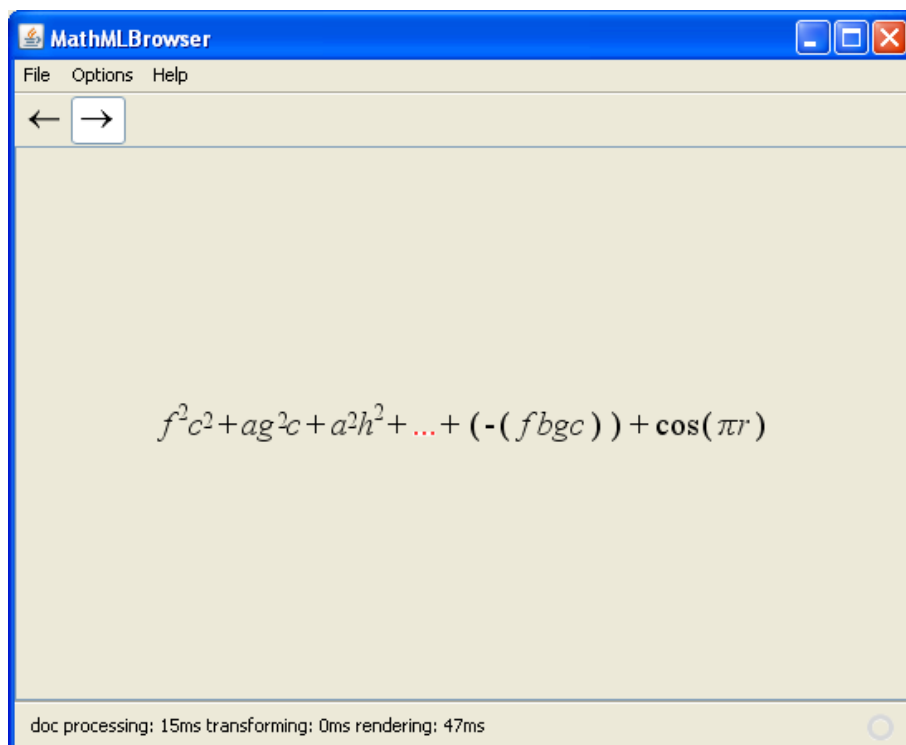 MathMLBrowser
File Options Help
← →
f²c²+ag²c+a²h²+...+(-(fbgc))+cos(πr)
doc processing: 15ms transforming: 0ms rendering: 47ms